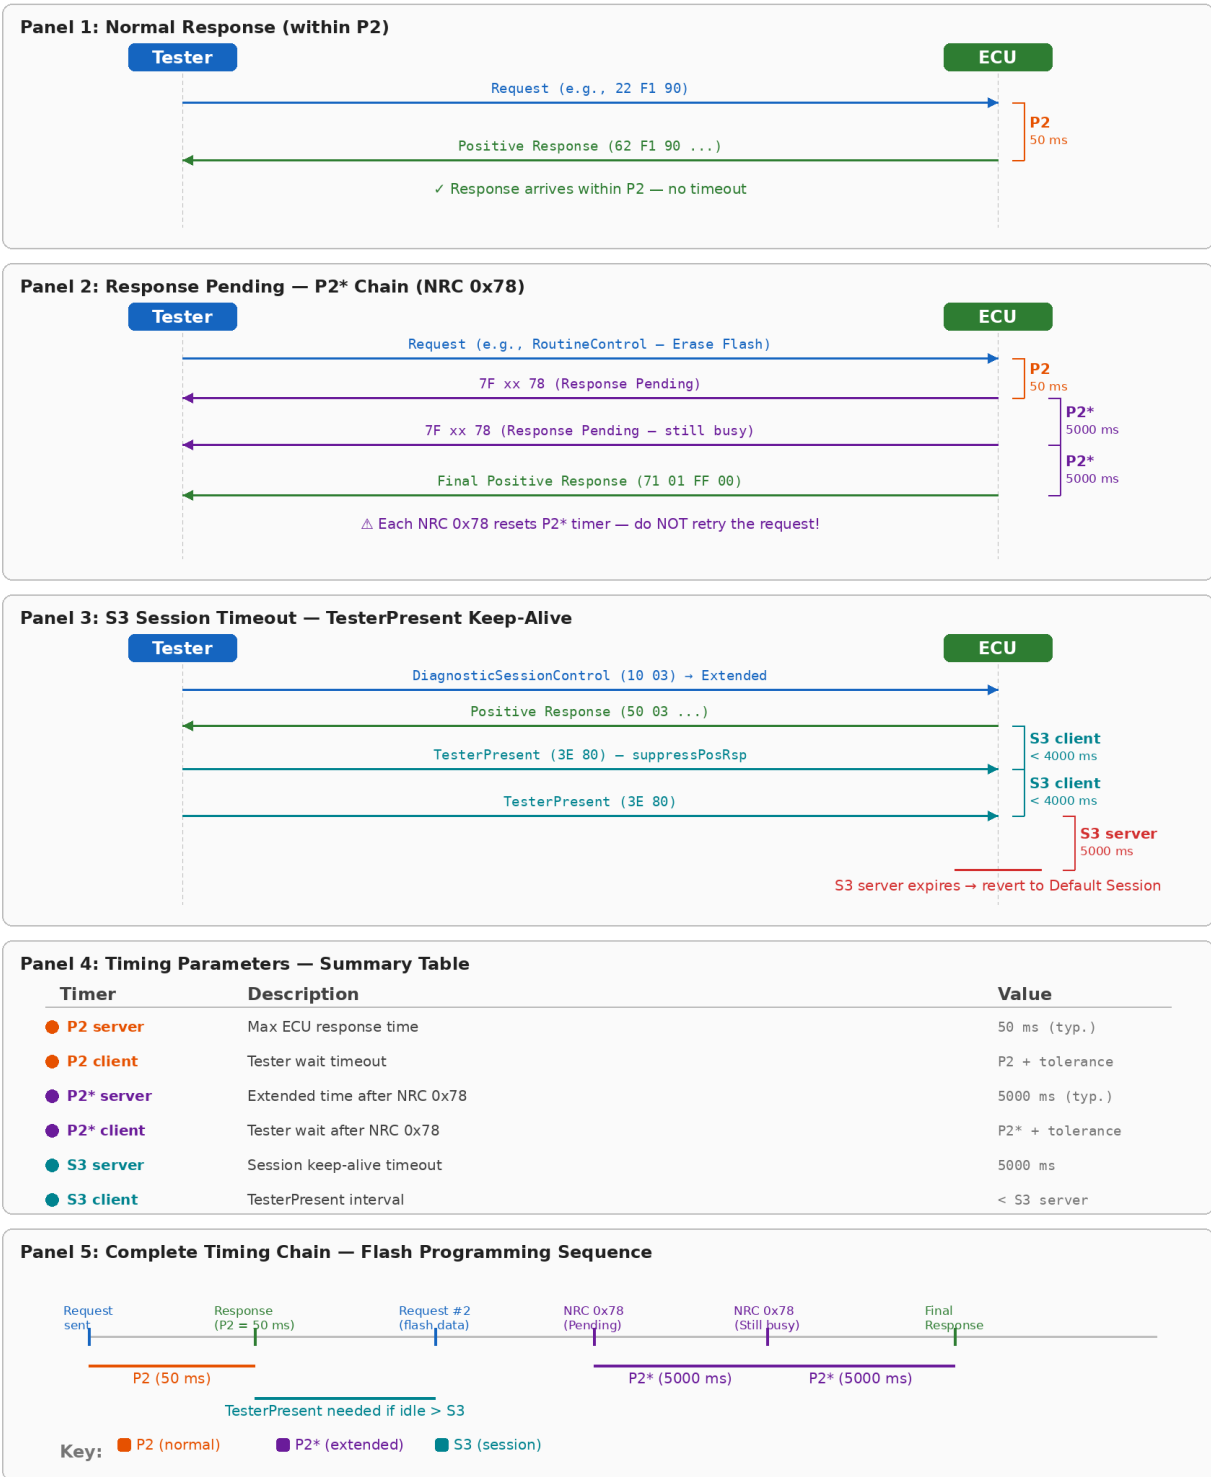 Panel 1: Normal Response (within P2)
Tester
ECU
Request (e.g., 22 F1 90)
P2
50 ms
Positive Response (62 F1 90 ...)
✓ Response arrives within P2 — no timeout
Panel 2: Response Pending — P2* Chain (NRC 0x78)
Tester
ECU
Request (e.g., RoutineControl – Erase Flash)
P2
50 ms
7F xx 78 (Response Pending)
P2*
5000 ms
7F xx 78 (Response Pending – still busy)
P2*
5000 ms
Final Positive Response (71 01 FF 00)
⚠ Each NRC 0x78 resets P2* timer — do NOT retry the request!
Panel 3: S3 Session Timeout — TesterPresent Keep-Alive
Tester
ECU
DiagnosticSessionControl (10 03) → Extended
Positive Response (50 03 ...)
S3 client
< 4000 ms
TesterPresent (3E 80) – suppressPosRsp
S3 client
< 4000 ms
TesterPresent (3E 80)
S3 server
5000 ms
S3 server expires → revert to Default Session
Panel 4: Timing Parameters — Summary Table
Timer Description Value
P2 server Max ECU response time 50 ms (typ.)
P2 client Tester wait timeout P2 + tolerance
P2* server Extended time after NRC 0x78 5000 ms (typ.)
P2* client Tester wait after NRC 0x78 P2* + tolerance
S3 server Session keep-alive timeout 5000 ms
S3 client TesterPresent interval < S3 server
Panel 5: Complete Timing Chain — Flash Programming Sequence
Request
sent
Response
(P2 = 50 ms)
Request #2
(flash data)
NRC 0x78
(Pending)
NRC 0x78
(Still busy)
Final
Response
P2 (50 ms)
P2* (5000 ms)
P2* (5000 ms)
TesterPresent needed if idle > S3
Key: P2 (normal) P2* (extended) S3 (session)